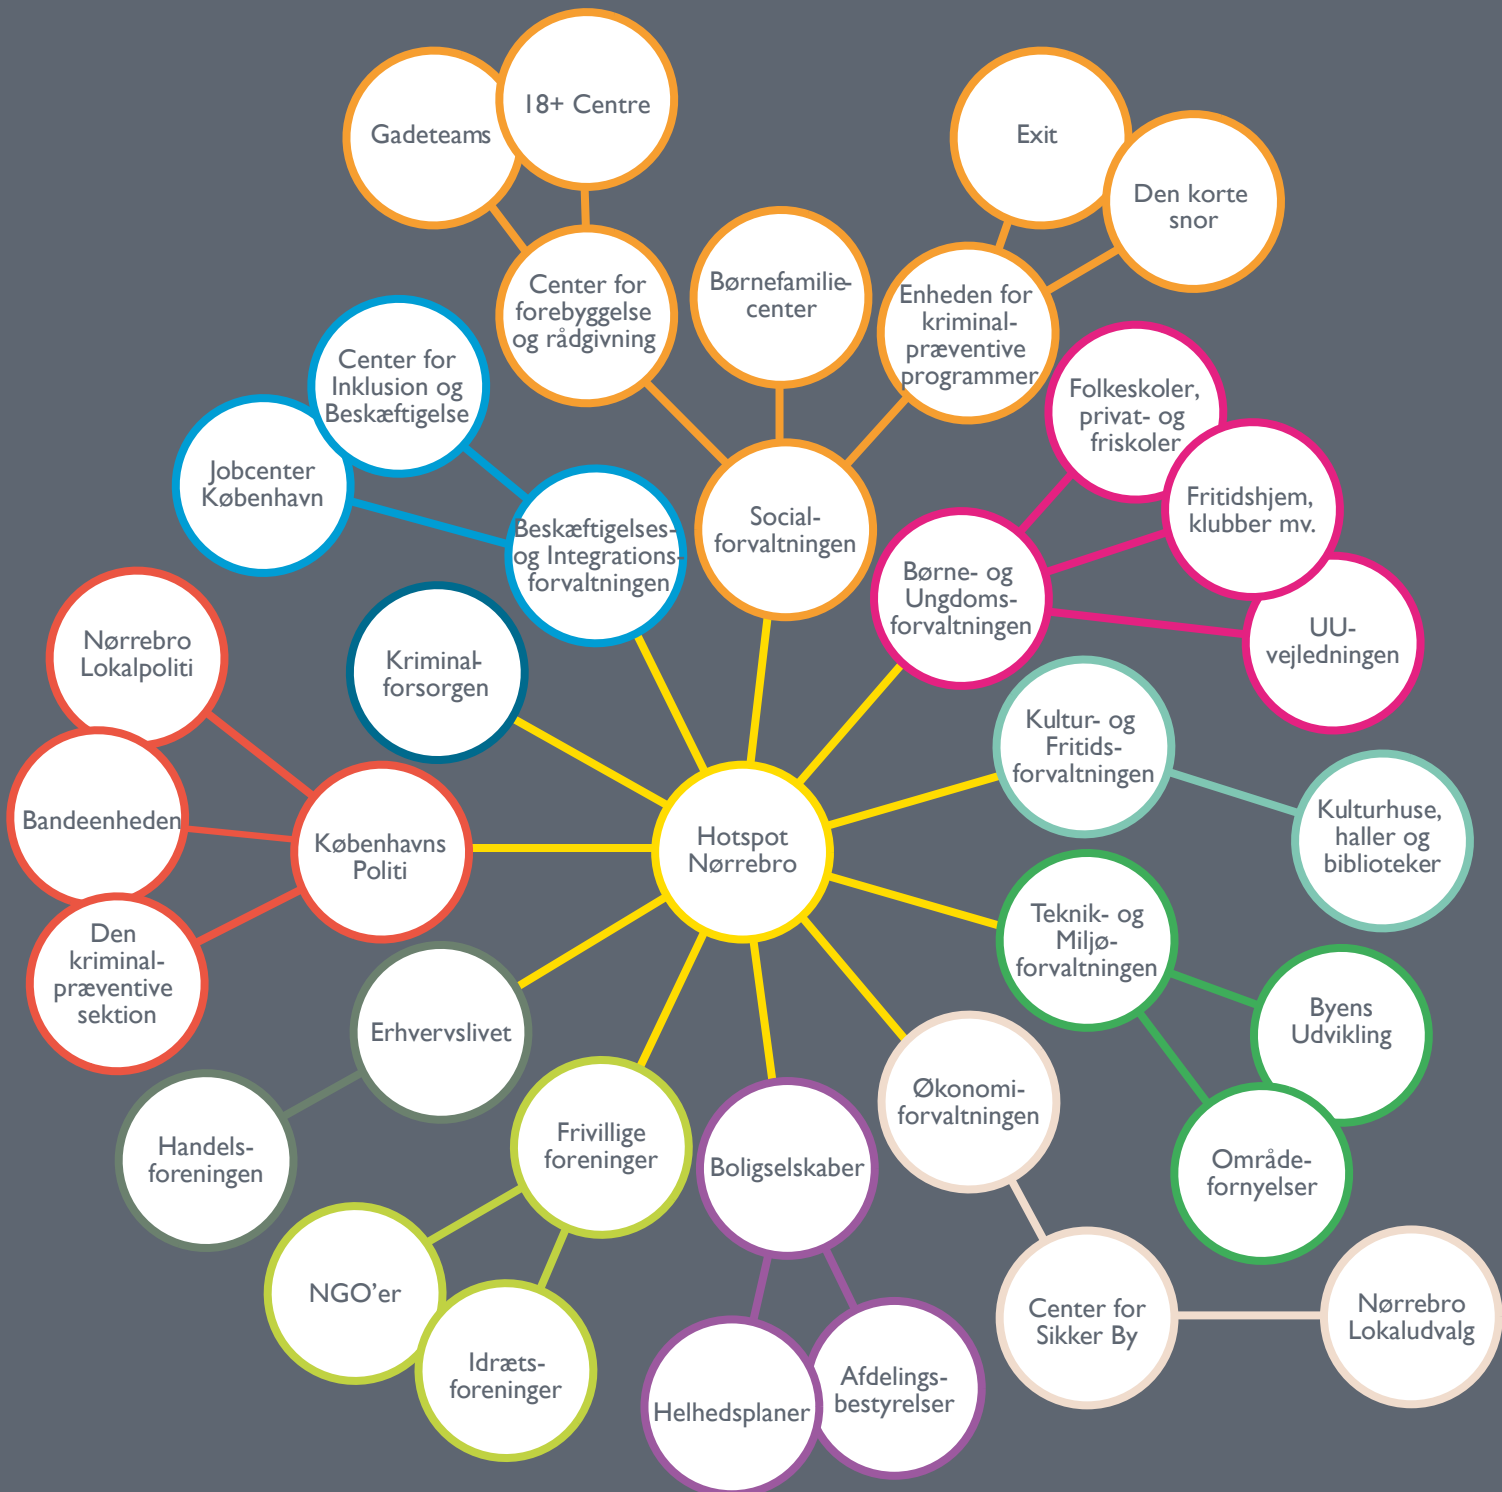 18+ Centre
Gadeteams
Exit
Den korte
snor
Center for
forebyggelse
og rådgivning
Børnefamilie-
center
Enheden for
kriminal-
præventive
programmer
Center for
Inklusion og
Beskæftigelse
Jobcenter
København
Beskæftigelses-
og Integrations-
forvaltningen
Social-
forvaltningen
Folkeskoler,
privat- og
friskoler
Fritidshjem,
klubber mv.
Børne- og
Ungdoms-
forvaltningen
UU-
vejledningen
Nørrebro
Lokalpoliti
Kriminal-
forsorgen
Kultur- og
Fritids-
forvaltningen
Kulturhuse,
haller og
biblioteker
Bandeenheden
Københavns
Politi
Hotspot
Nørrebro
Den
kriminal-
præventive
sektion
Teknik- og
Miljø-
forvaltningen
Byens
Udvikling
Erhvervslivet
Handels-
foreningen
Frivillige
foreninger
Boligselskaber
Økonomi-
forvaltningen
Område-
fornyelser
NGO’er
Idræts-
foreninger
Helhedsplaner
Afdelings-
bestyrelser
Center for
Sikker By
Nørrebro
Lokaludvalg